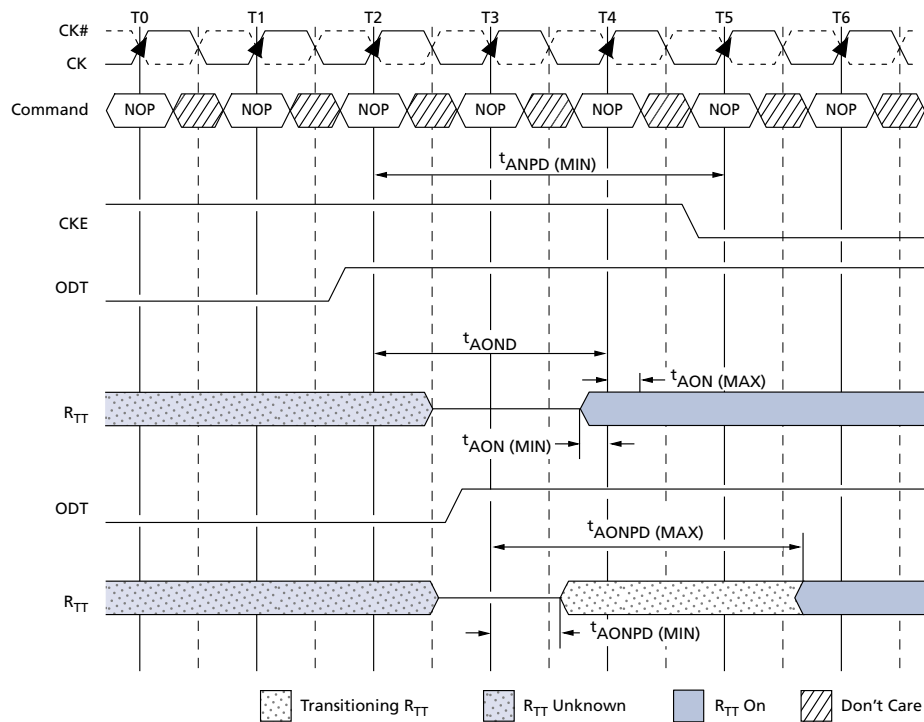 T0 T1 T2 T3 T4 T5 T6
CK#
CK
Command NOP NOP NOP NOP NOP NOP NOP
tANPD (MIN)
CKE
ODT
tAOND
tAON (MAX)
RTT
tAON (MIN)
ODT
tAONPD (MAX)
RTT
tAONPD (MIN)
Transitioning RTT RTT Unknown RTT On Don't Care